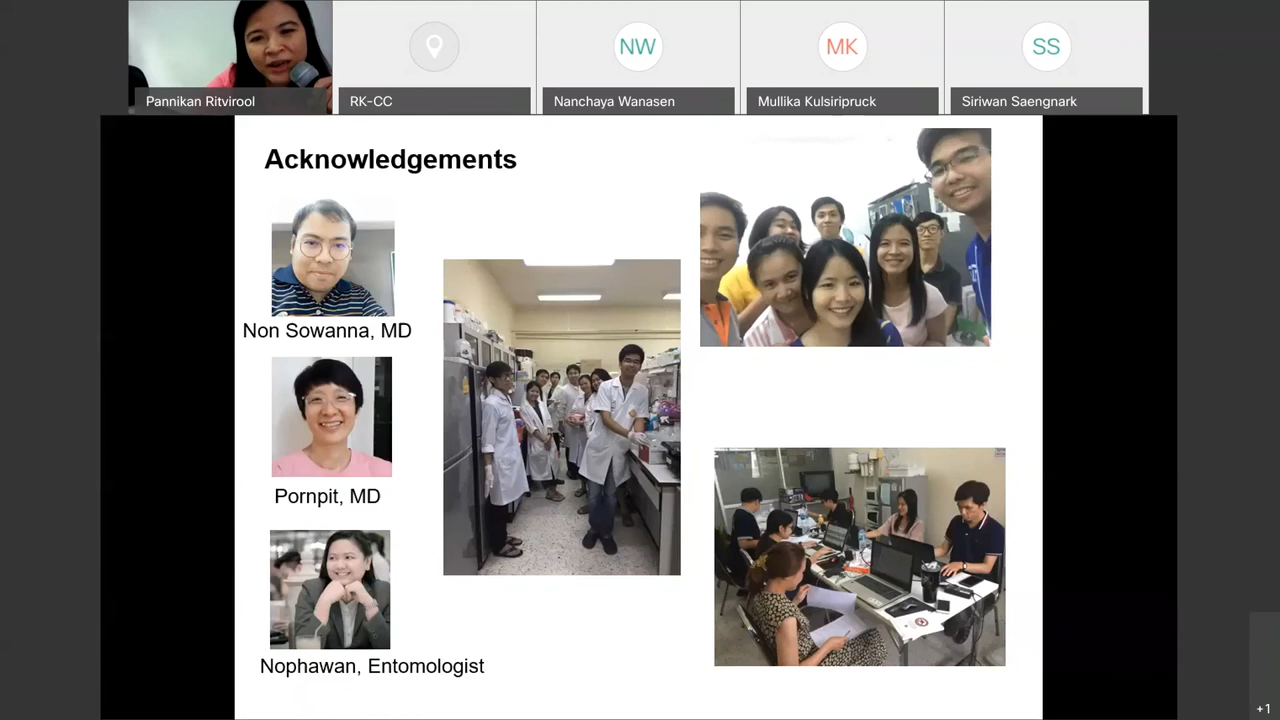 NW
MK
SS
Pannikan Ritvirool
RK-CC
Nanchaya Wanasen
Mullika Kulsiripruck
Siriwan Saengnark
Acknowledgements
Non Sowanna, MD
Pornpit, MD
Nophawan, Entomologist
+1